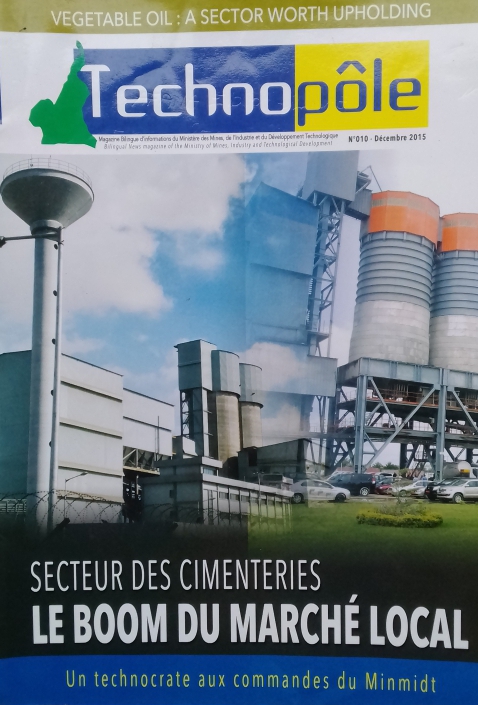 VEGETABLE OIL : A SECTOR WORTH UPHOLDING
Technopôle
Magazine Bilingue d'informations du Ministère des Mines, de l'Industrie et du Développement Technologique
Bilingual News magazine of the Ministry of Mines, Industry and Technological Development
N°010 - Décembre 2015
SECTEUR DES CIMENTERIES
LE BOOM DU MARCHÉ LOCAL
Un technocrate aux commandes du Minmidt